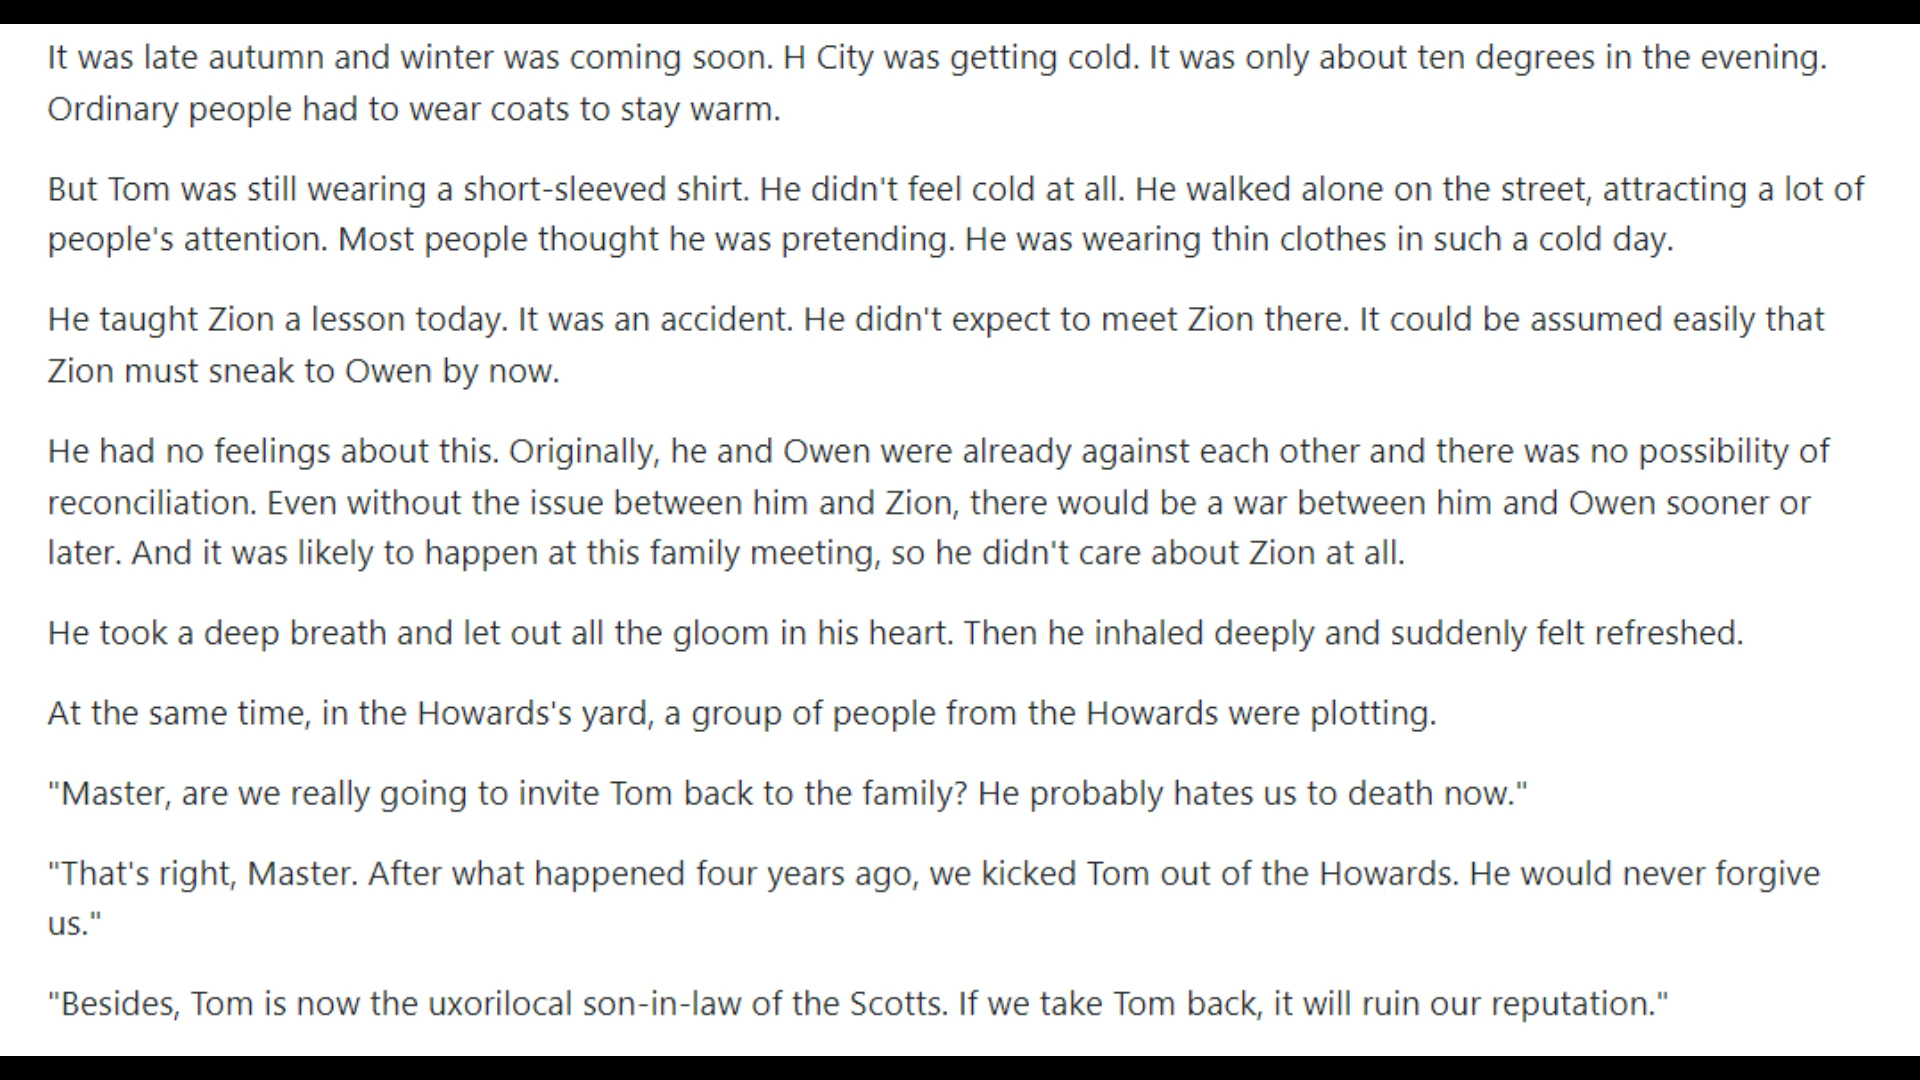 It was late autumn and winter was coming soon. H City was getting cold. It was only about ten degrees in the evening.
Ordinary people had to wear coats to stay warm.
But Tom was still wearing a short-sleeved shirt. He didn't feel cold at all. He walked alone on the street, attracting a lot of
people's attention. Most people thought he was pretending. He was wearing thin clothes in such a cold day.
He taught Zion a lesson today. It was an accident. He didn't expect to meet Zion there. It could be assumed easily that
Zion must sneak to Owen by now.
He had no feelings about this. Originally, he and Owen were already against each other and there was no possibility of
reconciliation. Even without the issue between him and Zion, there would be a war between him and Owen sooner or
later. And it was likely to happen at this family meeting, so he didn't care about Zion at all.
He took a deep breath and let out all the gloom in his heart. Then he inhaled deeply and suddenly felt refreshed.
At the same time, in the Howards's yard, a group of people from the Howards were plotting.
"Master, are we really going to invite Tom back to the family? He probably hates us to death now."
"That's right, Master. After what happened four years ago, we kicked Tom out of the Howards. He would never forgive
us."
"Besides, Tom is now the uxorilocal son-in-law of the Scotts. If we take Tom back, it will ruin our reputation."